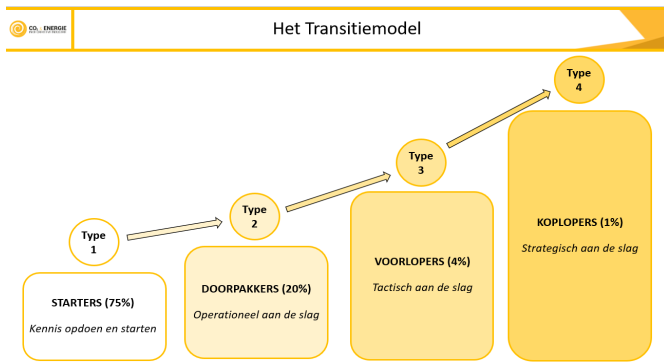 CO₂ ENERGIE
Het Transitiemodel
Type
4
Type
3
Type
2
Type
1
KOPLOPERS (1%)
Strategisch aan de slag
VOORLOPERS (4%)
Tactisch aan de slag
DOORPAKKERS (20%)
Operationeel aan de slag
STARTERS (75%)
Kennis opdoen en starten